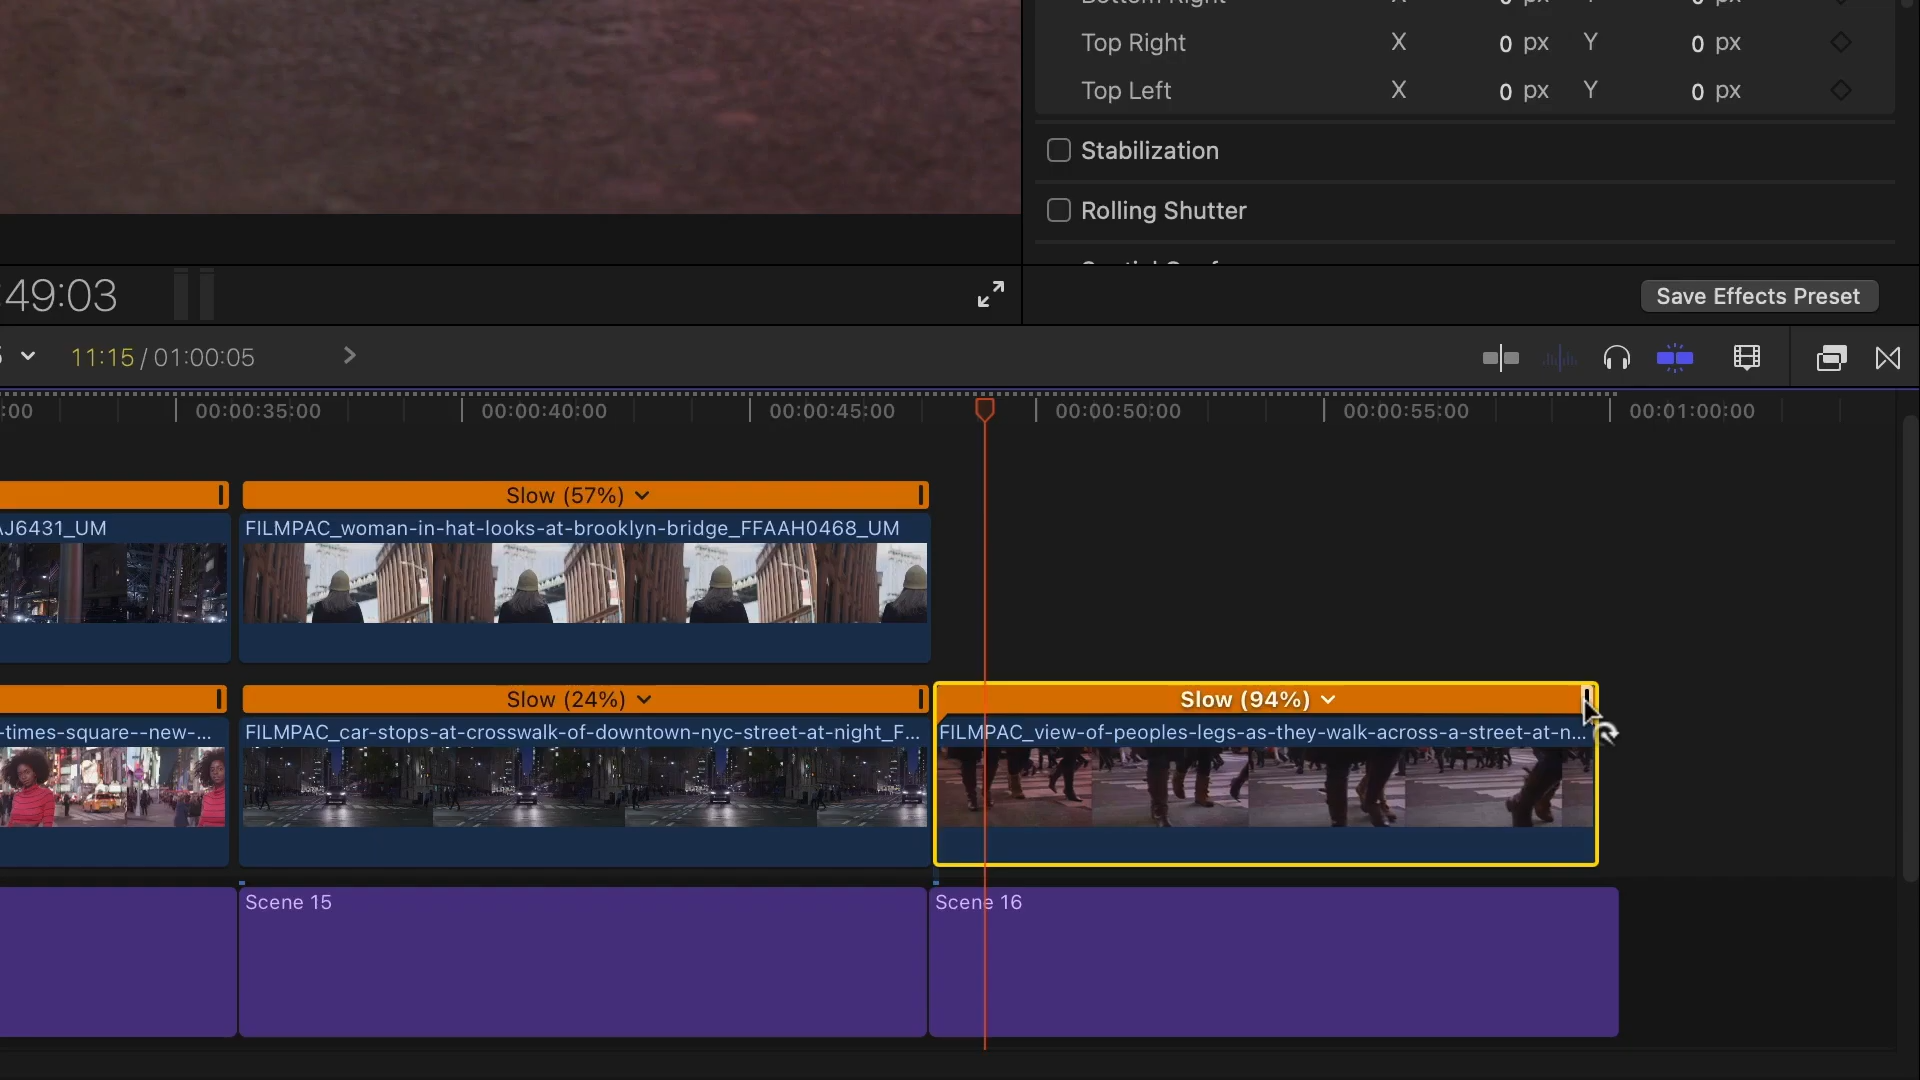 Top Right X 0 px Y 0 px
Top Left X 0 px Y 0 px
Stabilization
Rolling Shutter
:49:03
Save Effects Preset
11:15 / 01:00:05
:00 00:00:35:00 00:00:40:00 00:00:45:00 00:00:50:00 00:00:55:00 00:01:00:00
Slow (57%)
AJ6431_UM
FILMPAC_woman-in-hat-looks-at-brooklyn-bridge_FFAAH0468_UM
Slow (24%)
Slow (94%)
-times-square--new-...
FILMPAC_car-stops-at-crosswalk-of-downtown-nyc-street-at-night_F...
FILMPAC_view-of-peoples-legs-as-they-walk-across-a-street-at-n...
Scene 15
Scene 16